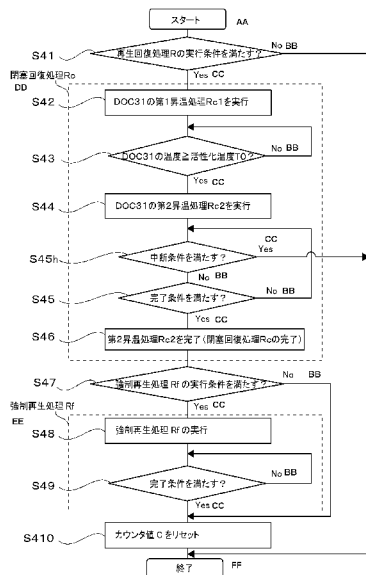 スタート AA
S41 再生回復処理Rの実行条件を満たす? No BB
Yes CC
閉塞回復処理Rc
DD
S42 DOC31の第1昇温処理Rc1を実行
S43 DOC31の温度≧活性化温度T0? No BB
Yes CC
S44 DOC31の第2昇温処理Rc2を実行
CC
S45h 中断条件を満たす? Yes
No BB
S45 完了条件を満たす? No BB
Yes CC
S46 第2昇温処理Rc2を完了(閉塞回復処理Rcの完了)
S47 強制再生処理Rfの実行条件を満たす? No BB
Yes CC
強制再生処理Rf
EE
S48 強制再生処理Rfの実行
S49 完了条件を満たす? No BB
Yes CC
S410 カウンタ値Cをリセット
終了 FF